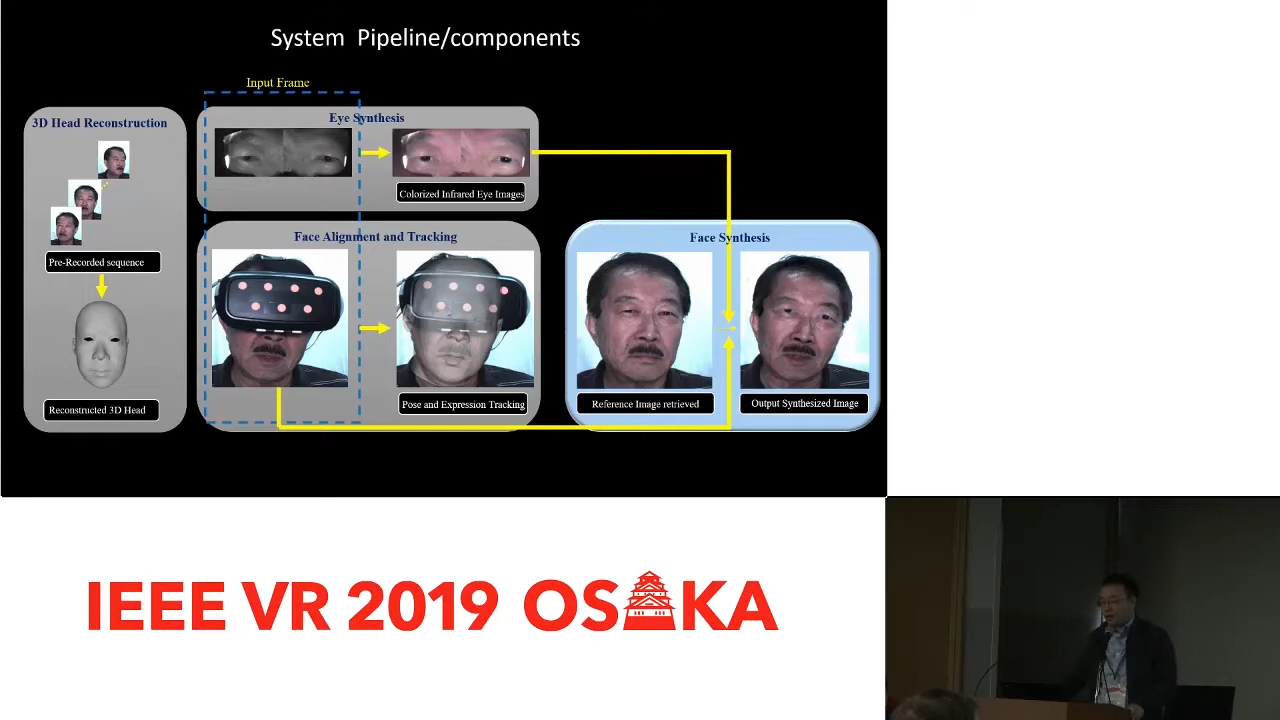 System Pipeline/components
Input Frame
3D Head Reconstruction
Pre-Recorded sequence
Reconstructed 3D Head
Eye Synthesis
Colorized Infrared Eye Images
Face Alignment and Tracking
Pose and Expression Tracking
Face Synthesis
Reference Image retrieved
Output Synthesized Image
IEEE VR 2019 OSAKA